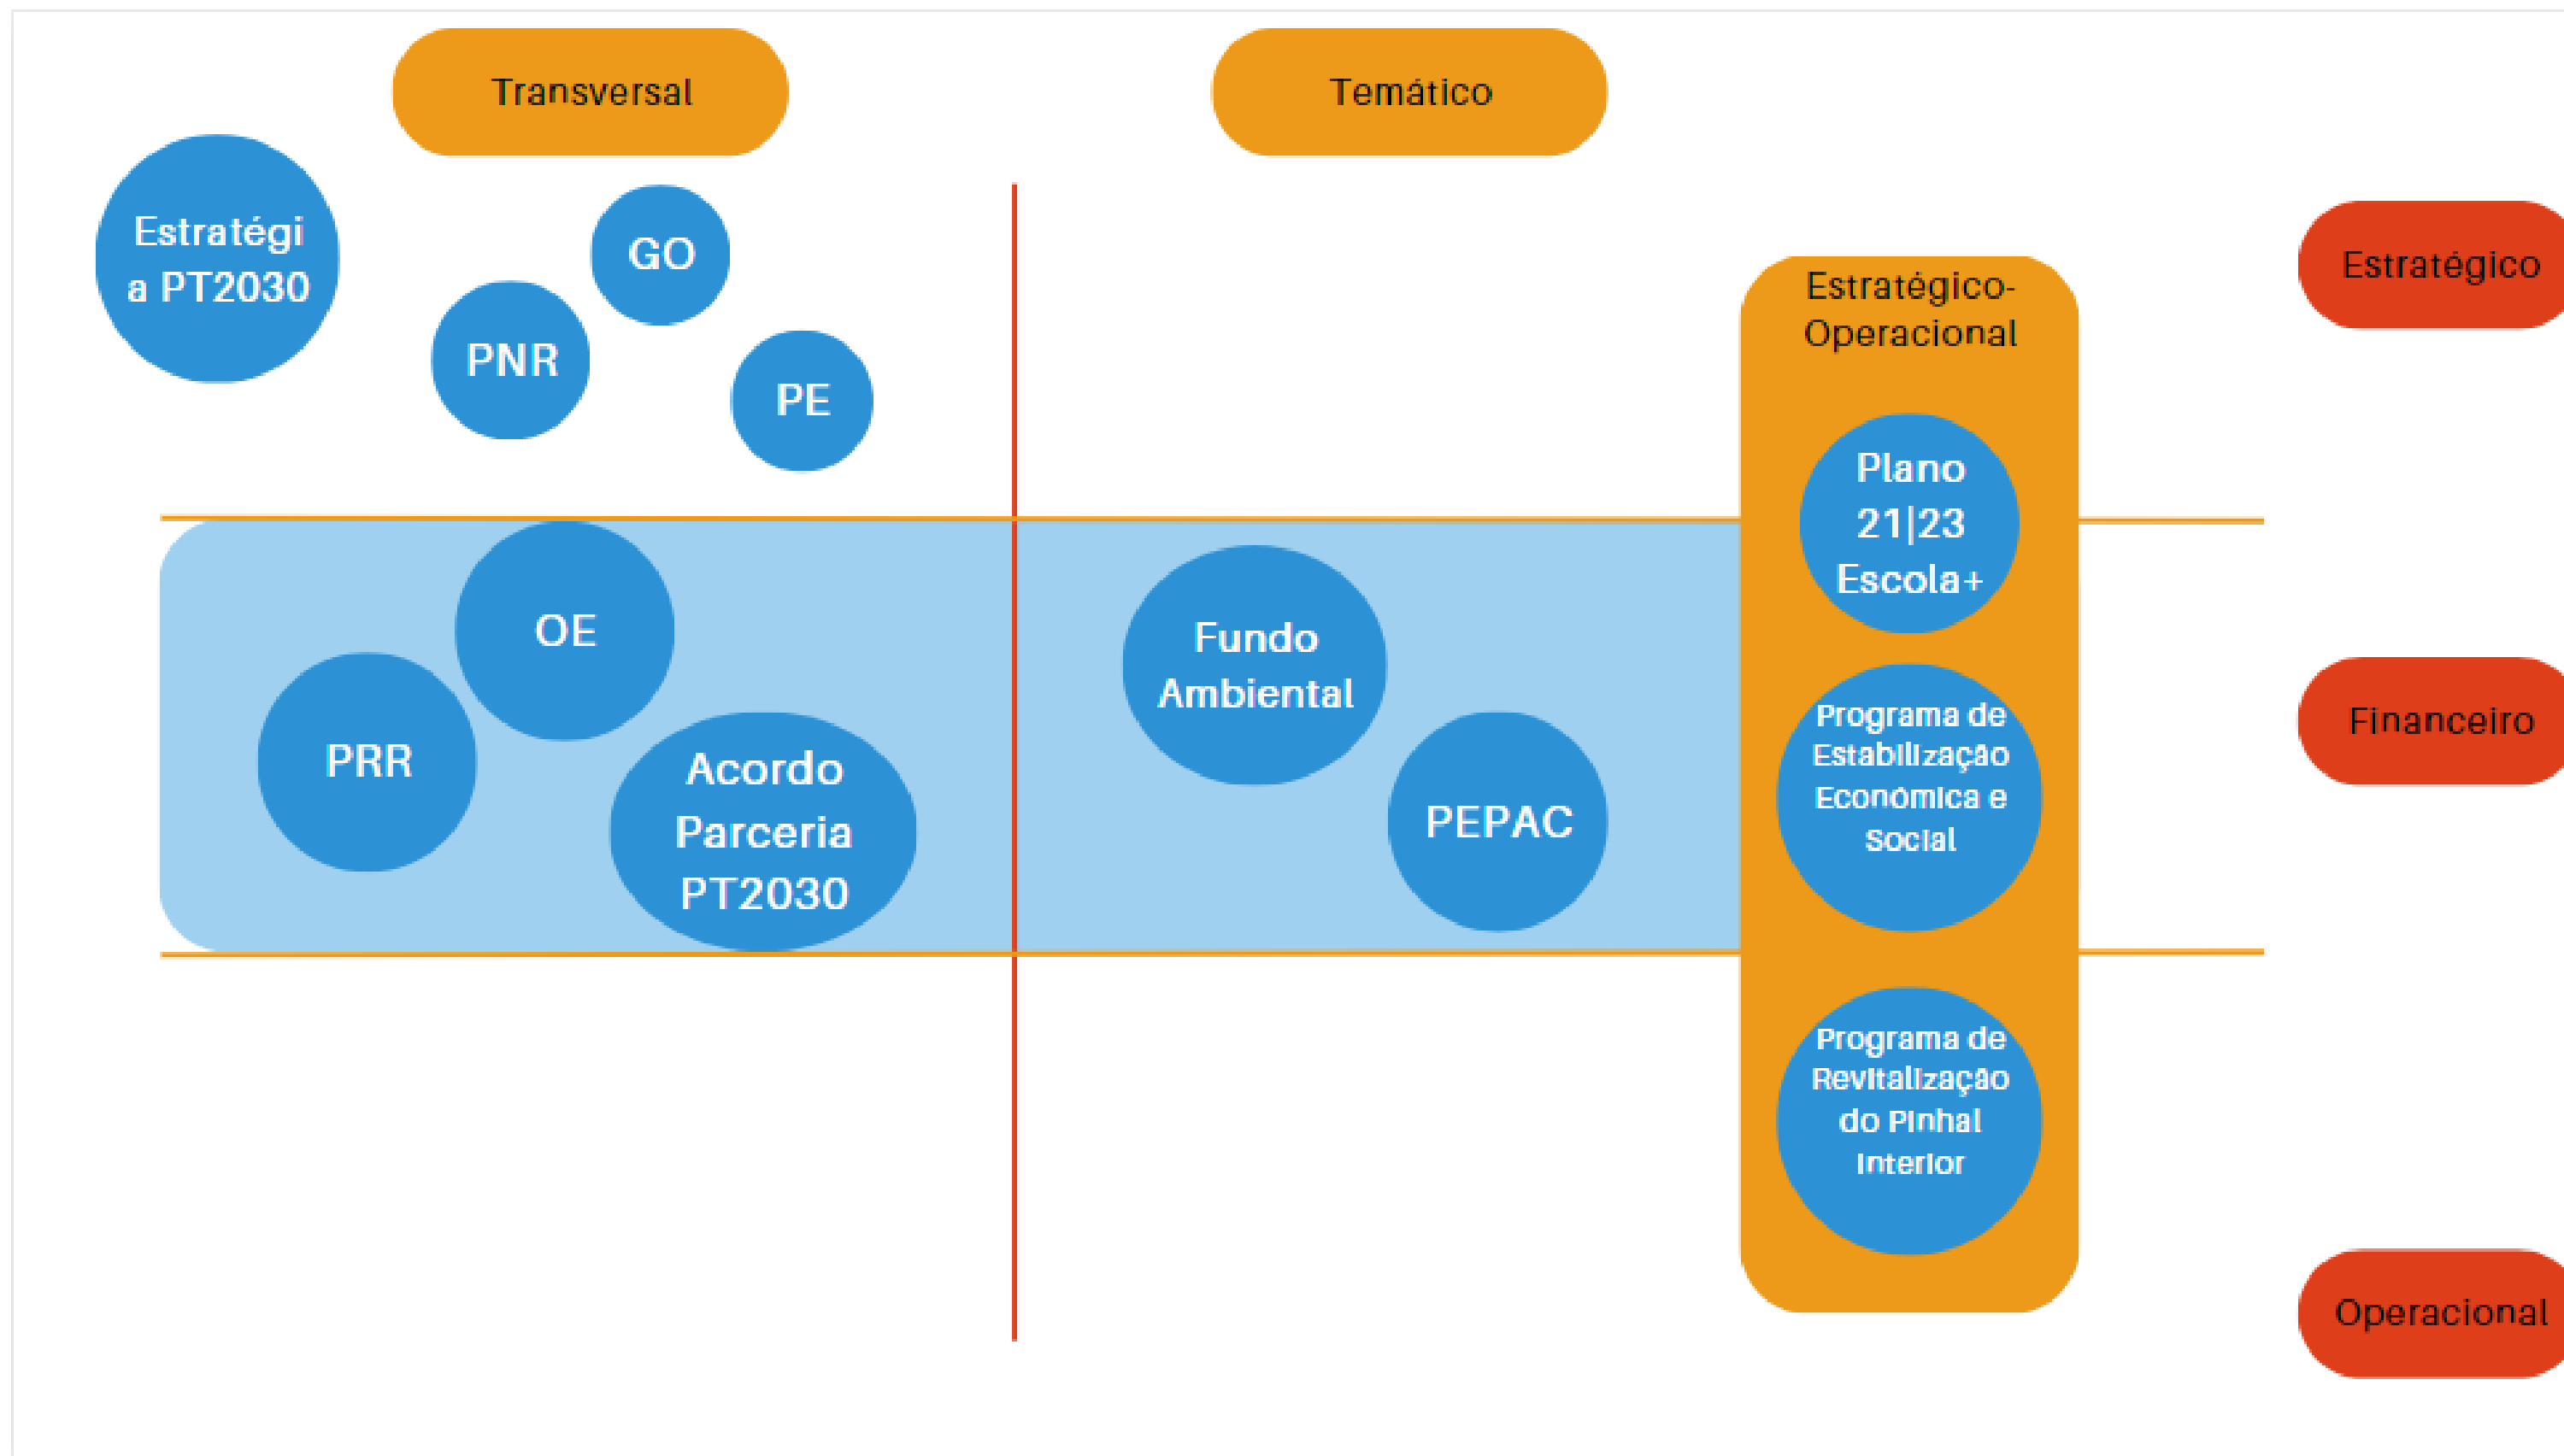 Transversal
Temático
Estratégi
a PT2030
GO
PNR
PE
Estratégico-
Operacional
Estratégico
Plano
21|23
Escola+
OE
PRR
Acordo
Parceria
PT2030
Fundo
Ambiental
PEPAC
Programa de
Estabilização
Económica e
Social
Financeiro
Programa de
Revitalização
do Pinhal
Interior
Operacional